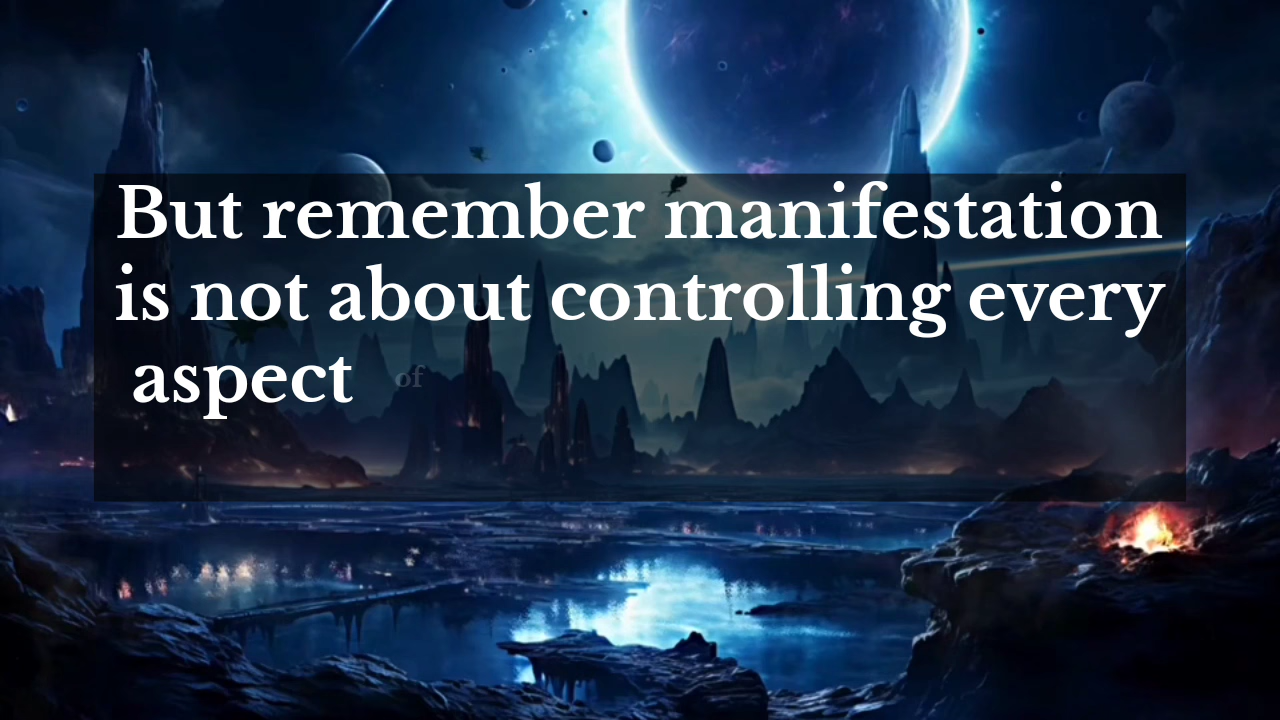 But remember manifestation
is not about controlling every
aspect of